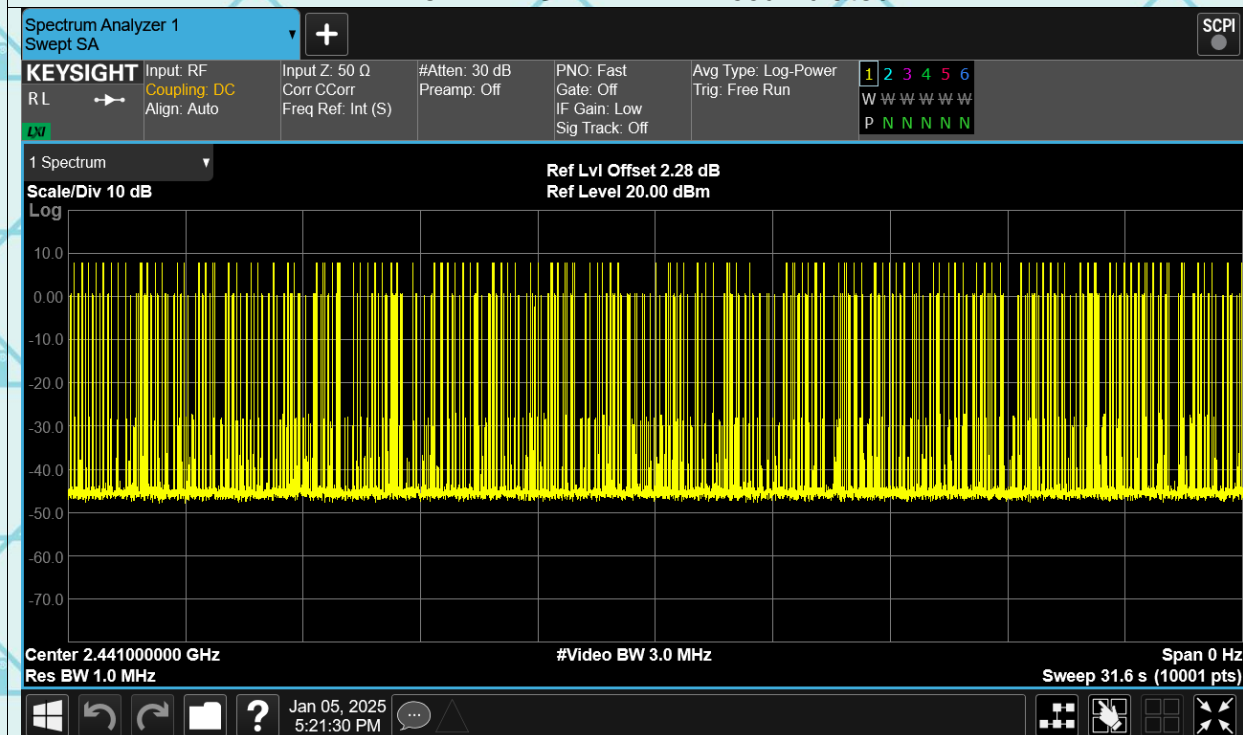 Spectrum Analyzer 1
Swept SA
SCPI
KEYSIGHT
RL
LXI
Input: RF
Coupling: DC
Align: Auto
Input Z: 50 Ω
Corr CCorr
Freq Ref: Int (S)
#Atten: 30 dB
Preamp: Off
PNO: Fast
Gate: Off
IF Gain: Low
Sig Track: Off
Avg Type: Log-Power
Trig: Free Run
1 2 3 4 5 6
W W W W W W
P N N N N N
1 Spectrum
Scale/Div 10 dB
Log
Ref Lvl Offset 2.28 dB
Ref Level 20.00 dBm
10.0
0.00
-10.0
-20.0
-30.0
-40.0
-50.0
-60.0
-70.0
Center 2.441000000 GHz
Res BW 1.0 MHz
#Video BW 3.0 MHz
Span 0 Hz
Sweep 31.6 s (10001 pts)
Jan 05, 2025
5:21:30 PM